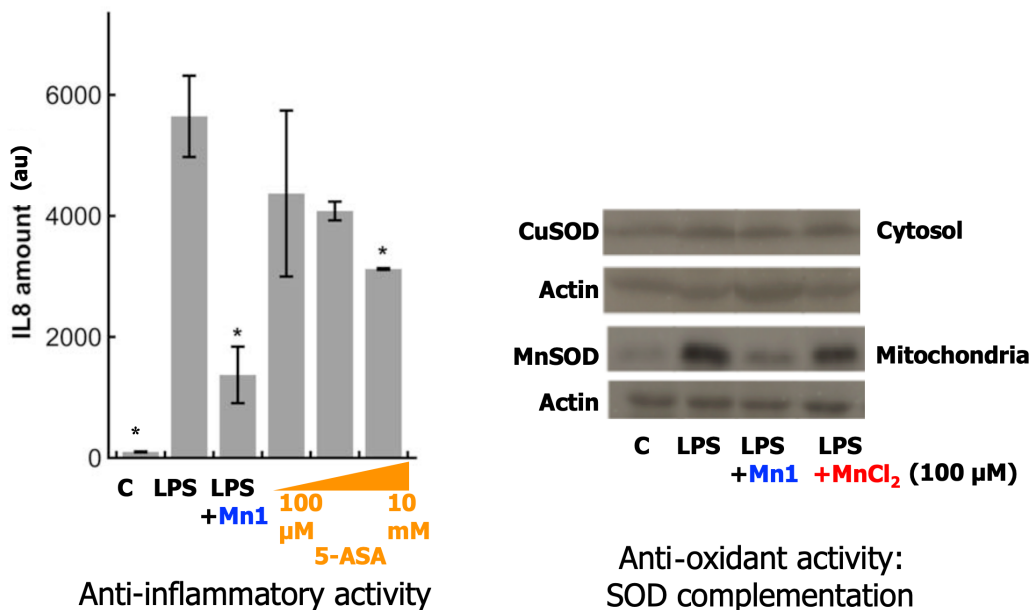 IL8 amount (au)
6000
4000
2000
0
*
*
*
C LPS LPS
+Mn1
100
µM
10
mM
5-ASA
Anti-inflammatory activity
CuSOD Cytosol
Actin
MnSOD Mitochondria
Actin
C LPS LPS LPS
+Mn1 +MnCl₂ (100 µM)
Anti-oxidant activity:
SOD complementation